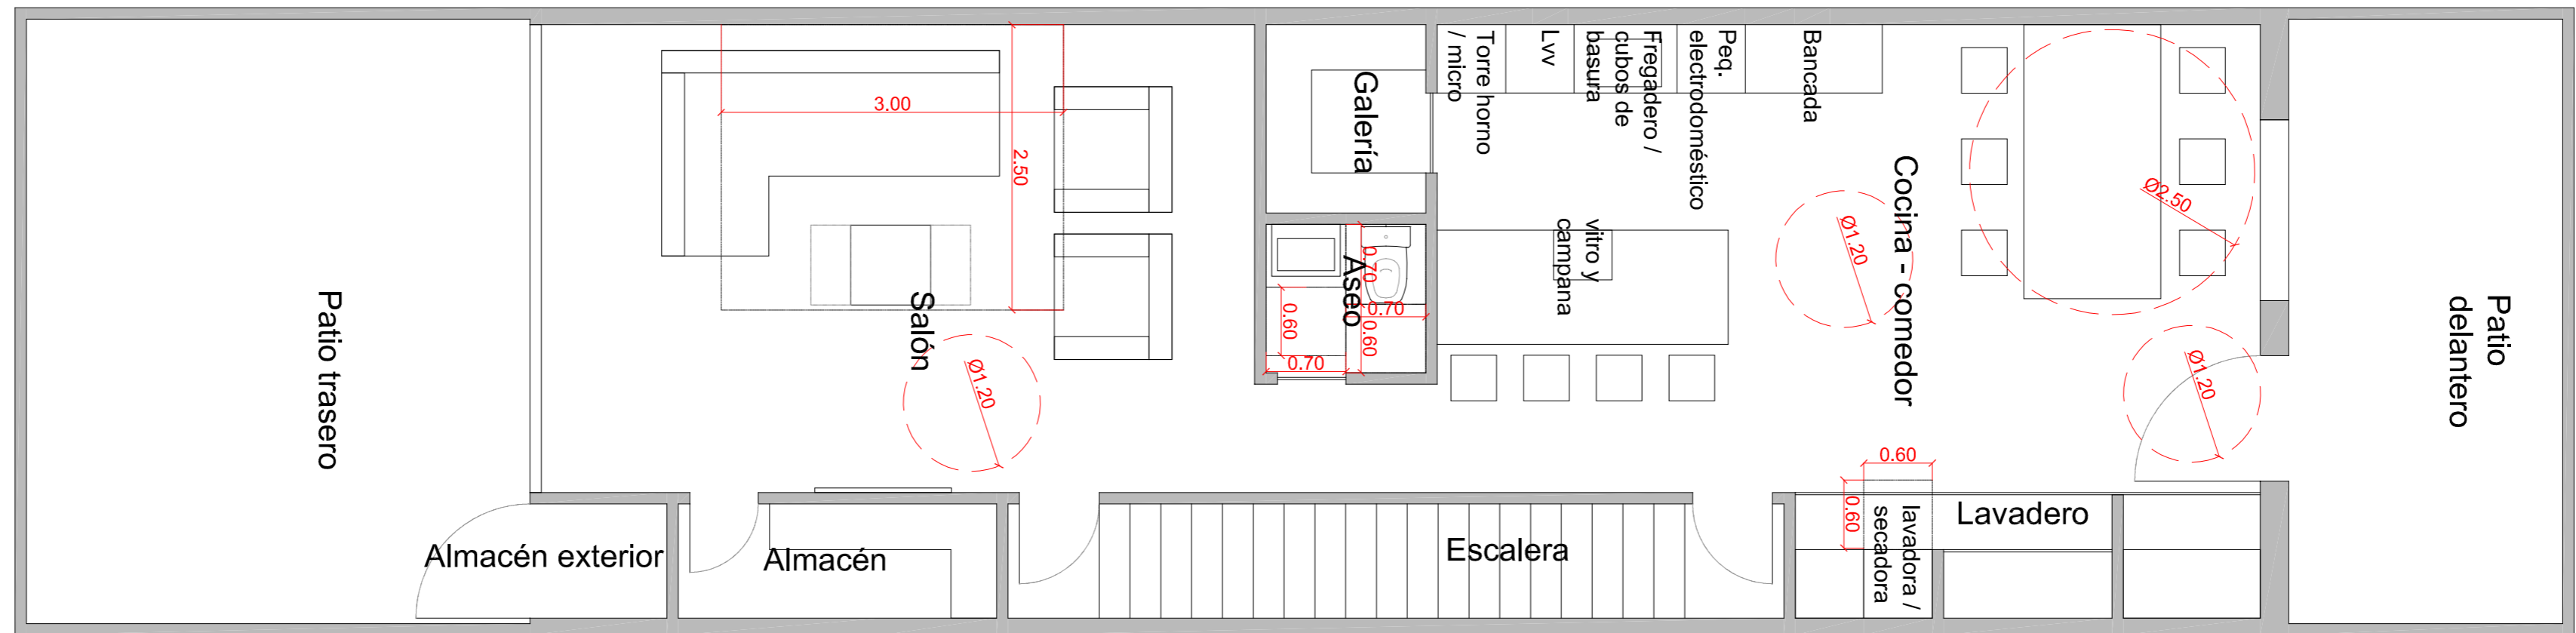 Patio trasero
Almacén exterior
3.00
2.50
Salón
Ø1.20
Almacén
Galería
Aseo
0.70
0.70
0.60
0.60
0.70
Torre horno
/ micro
Lvv
Fregadero /
cubos de
basura
Peq.
electrodoméstico
Bancada
vitro y
campana
Cocina - comedor
Ø1.20
Ø2.50
Ø1.20
Escalera
0.60
0.60
lavadora /
secadora
Lavadero
Patio
delantero